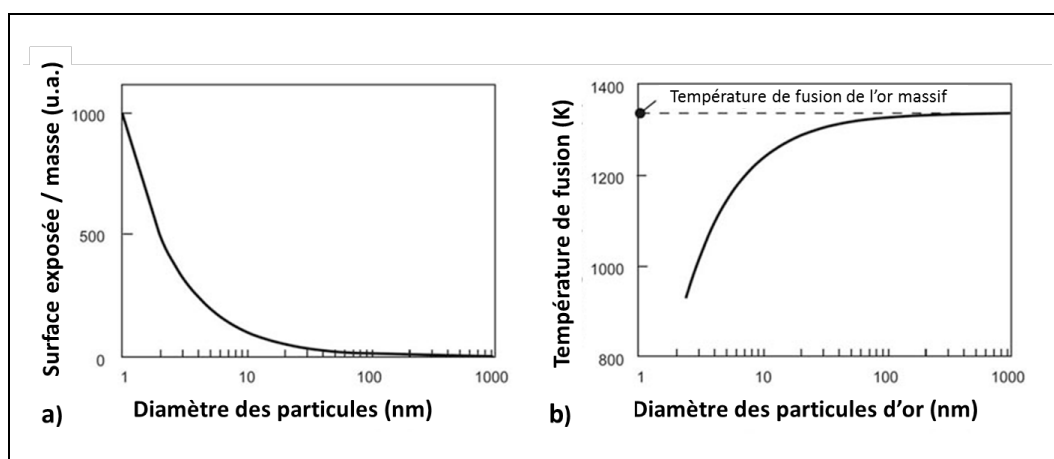 Surface exposée / masse (u.a.)
1000
500
0
1
10
100
1000
a)
Diamètre des particules (nm)
Température de fusion (K)
1400
1200
1000
800
Température de fusion de l'or massif
1
10
100
1000
b)
Diamètre des particules d'or (nm)